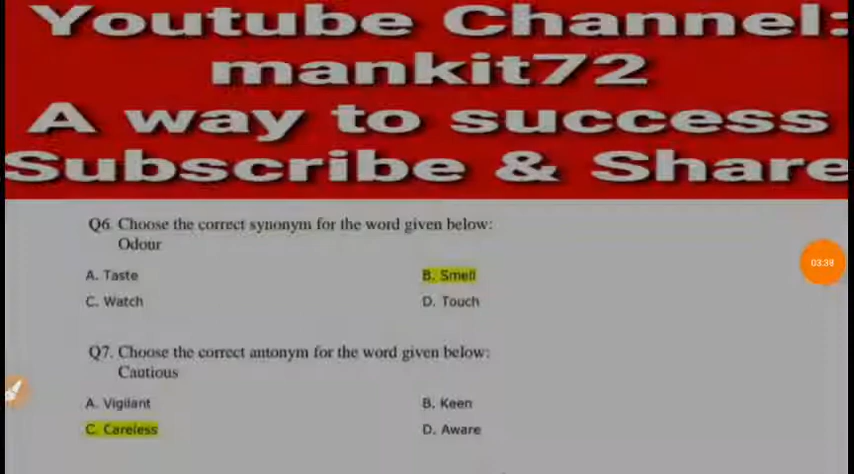 Youtube Channel:
mankit72
A way to success
Subscribe & Share
Q6. Choose the correct synonym for the word given below:
Odour
A. Taste
B. Smell
C. Watch
D. Touch
03:38
Q7. Choose the correct antonym for the word given below:
Cautious
A. Vigilant
B. Keen
C. Careless
D. Aware